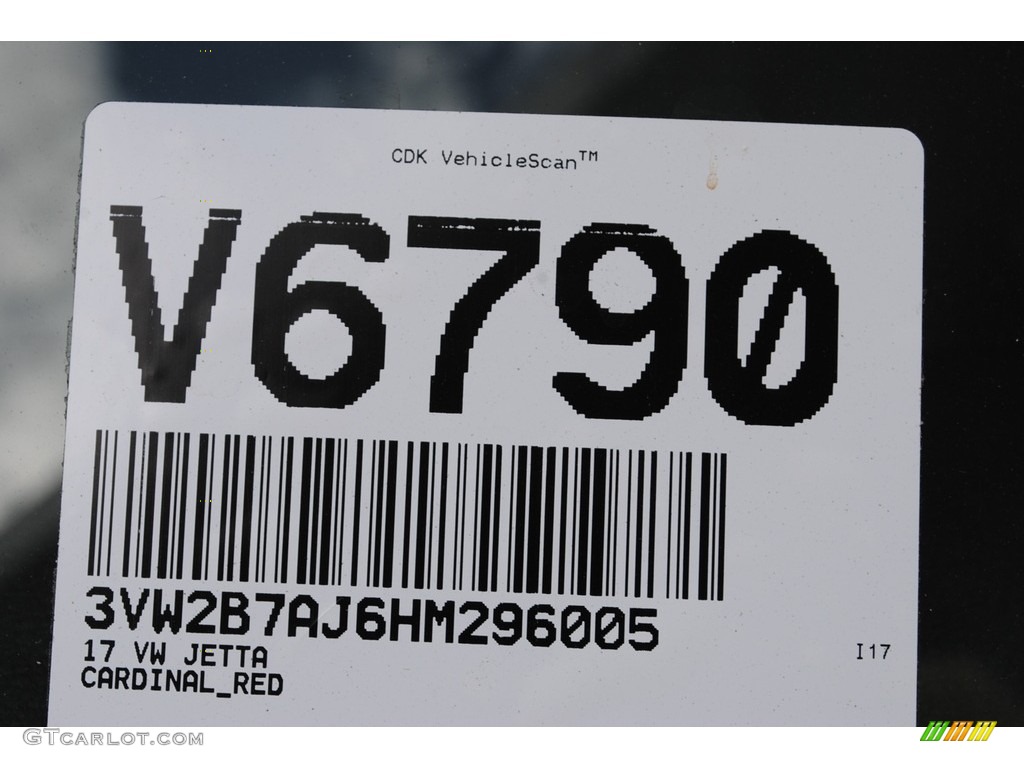 CDK VehicleScan™
V6790
3VW2B7AJ6HM296005
17 VW JETTA
I17
CARDINAL_RED
GTCARLOT.COM